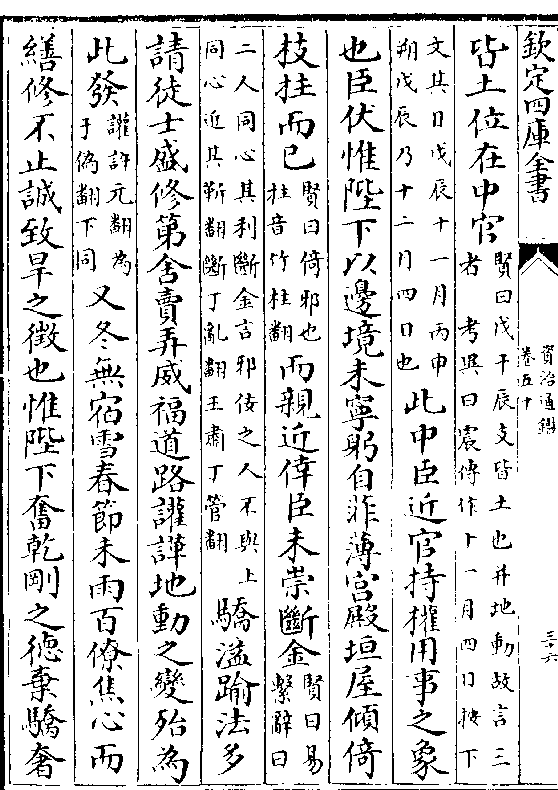 欽定四庫全書
資治通鑑
卷五十
三十六
皆土位在中官賢曰戊干辰支皆土也并地動故言三者 考異曰震傳作十一月四日按下
文其日戊辰十一月丙申朔戊辰乃十二月四日也此中臣近官持權用事之象
也臣伏惟陛下以邊境未寧躬自菲薄宫殿垣屋傾倚
枝拄而已賢曰倚邪也拄音竹柱翻而親近倖臣未崇斷金賢曰易繫辭曰
二人同心其利斷金言邪佞之人不與上同心近其靳翻斷丁亂翻王肅丁管翻驕溢踰法多
請徒士盛修第舍賣弄威福道路讙譁地動之變殆為
此發讙許元翻為于偽翻下同又冬無宿雪春節未雨百僚焦心而
繕修不止誠致旱之徵也惟陛下奮乾剛之德棄驕奢